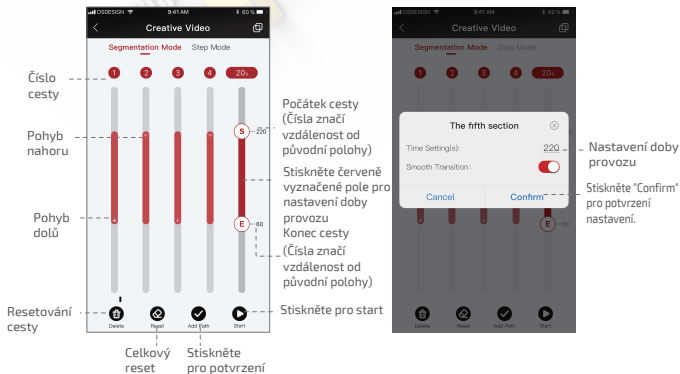 OSDESIGN 9:41 AM 60 %
Creative Video
Segmentation Mode Step Mode
1 2 3 4 20s
S
220
E
60
Delete Reset Add Path Start
Číslo
cesty
Pohyb
nahoru
Pohyb
dolů
Resetování
cesty
Celkový
reset
Stiskněte
pro potvrzení
Počátek cesty
(Čísla značí
vzdálenost od
původní polohy)
Stiskněte červeně
vyznačené pole pro
nastavení doby
provozu
Konec cesty
(Čísla značí
vzdálenost od
původní polohy)
Stiskněte pro start
OSDESIGN 9:41 AM 60 %
Creative Video
Segmentation Mode Step Mode
1 2 3 4 20s
The fifth section
Time Setting(s): 220
Smooth Transition:
Cancel Confirm
E
60
Delete Reset Add Path Start
Nastavení doby
provozu
Stiskněte "Confirm"
pro potvrzení
nastavení.